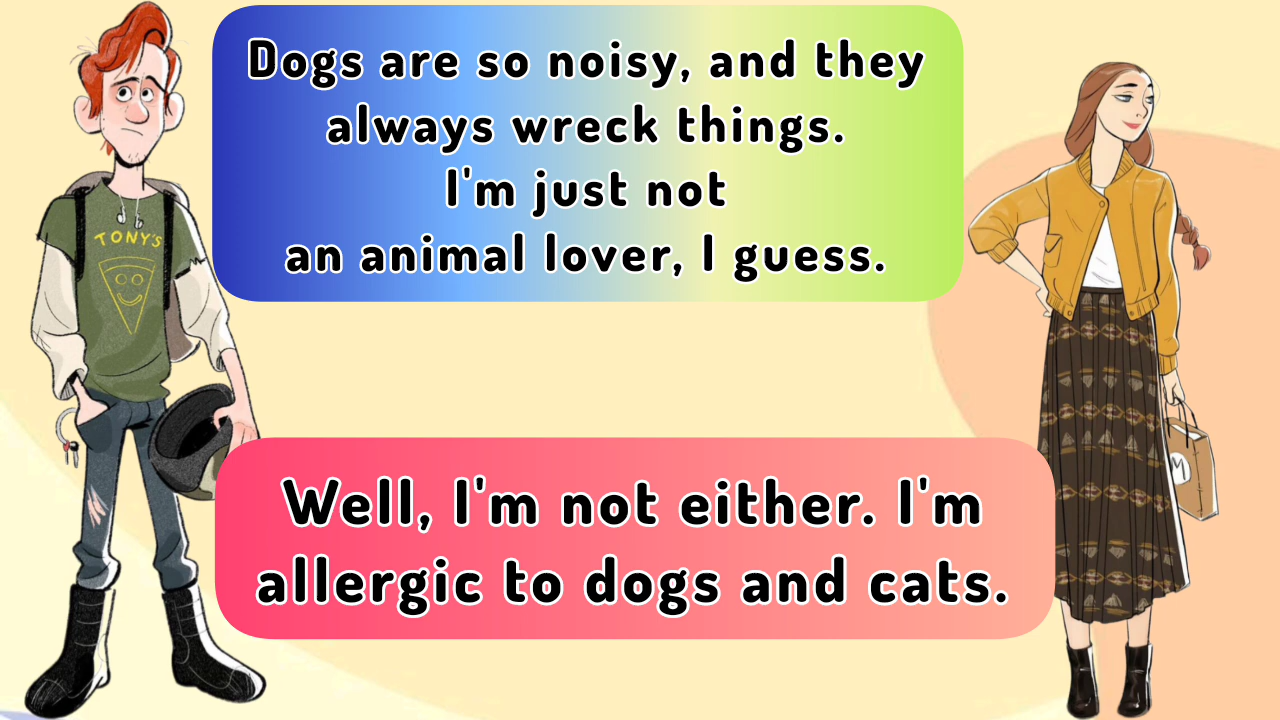 Dogs are so noisy, and they
always wreck things.
I'm just not
an animal lover, I guess.
TONY'S
Well, I'm not either. I'm
allergic to dogs and cats.
M